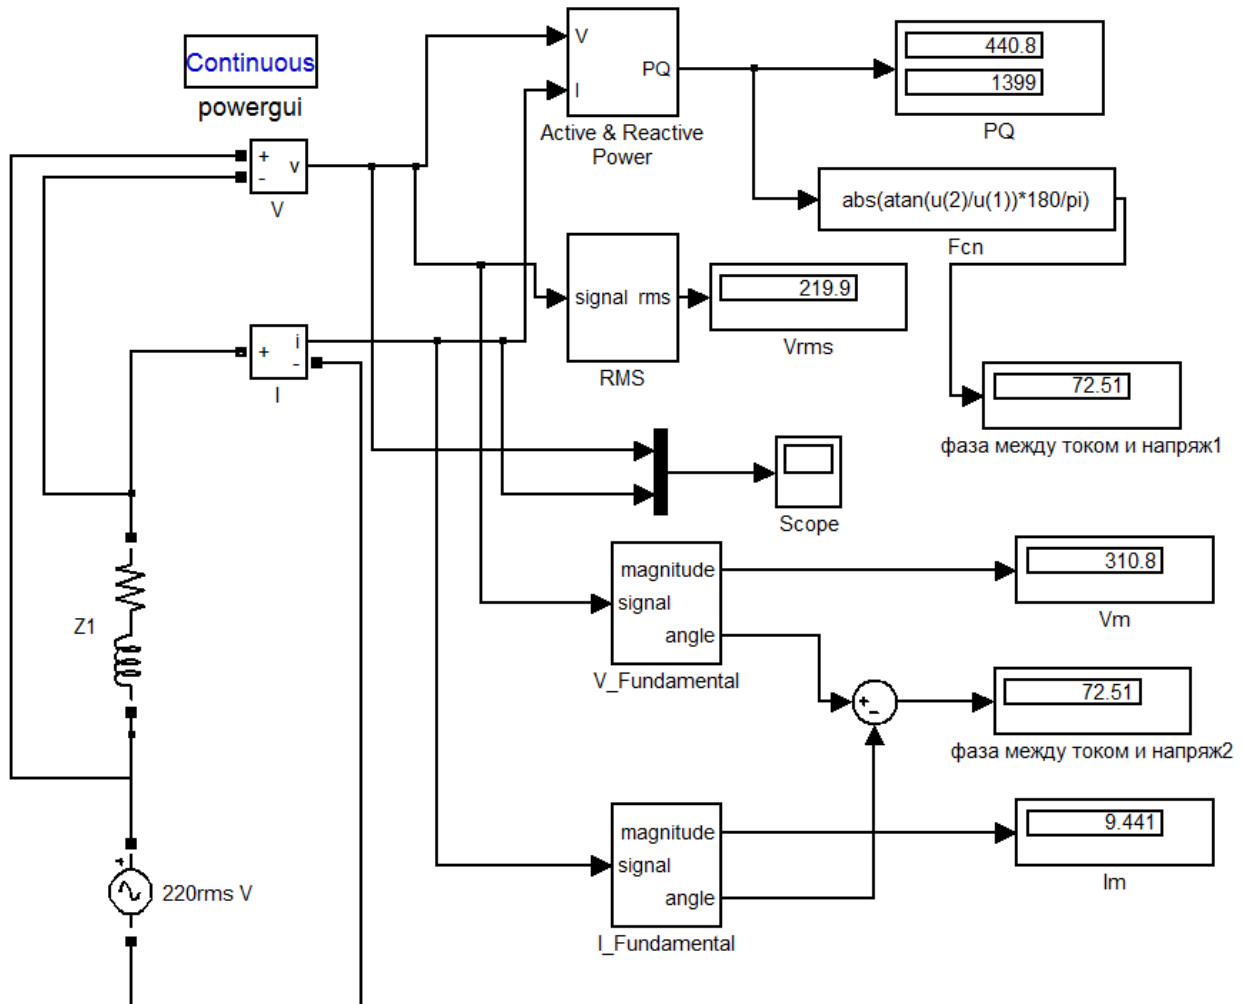 Continuous
powergui
V
I
PQ
Active & Reactive
Power
440.8
1399
PQ
+
-
v
V
abs(atan(u(2)/u(1))*180/pi)
Fcn
signal rms
RMS
219.9
Vrms
+
i
-
I
72.51
фаза между током и напряж1
Scope
Z1
magnitude
signal
angle
V_Fundamental
310.8
Vm
+
-
72.51
фаза между током и напряж2
magnitude
signal
angle
I_Fundamental
9.441
Im
+
220rms V